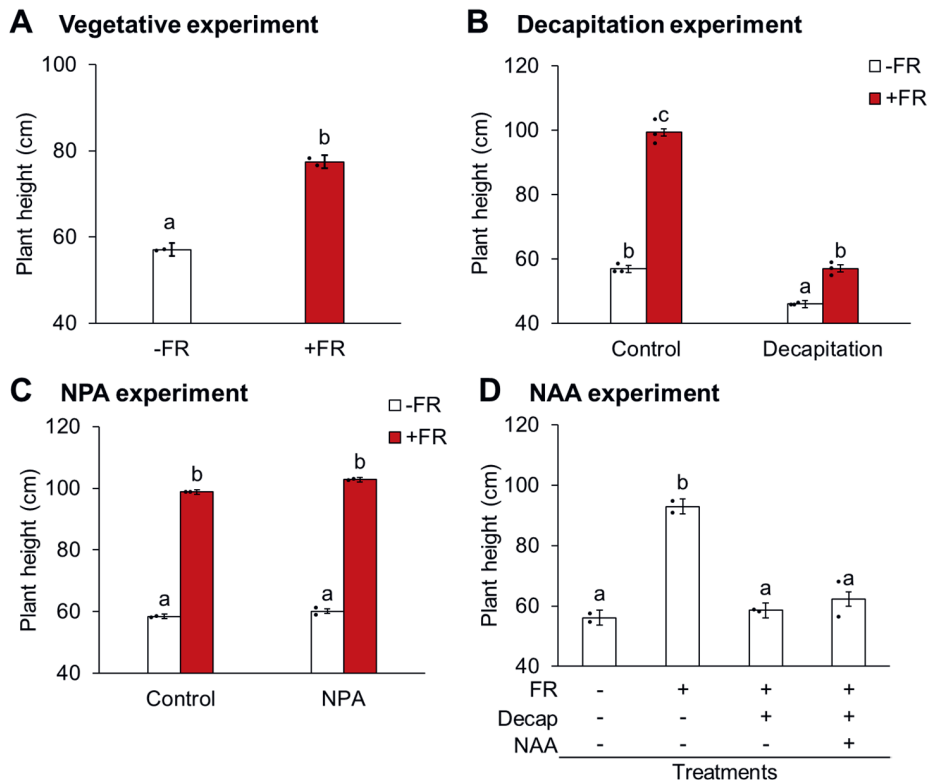 A Vegetative experiment
Plant height (cm)
100
80
60
40
a
b
-FR
+FR
B Decapitation experiment
-FR
+FR
Plant height (cm)
120
100
80
60
40
b
c
a
b
Control
Decapitation
C NPA experiment
-FR
+FR
Plant height (cm)
120
100
80
60
40
a
b
a
b
Control
NPA
D NAA experiment
Plant height (cm)
120
100
80
60
40
a
b
a
a
FR - + + +
Decap - - + +
NAA - - - +
Treatments